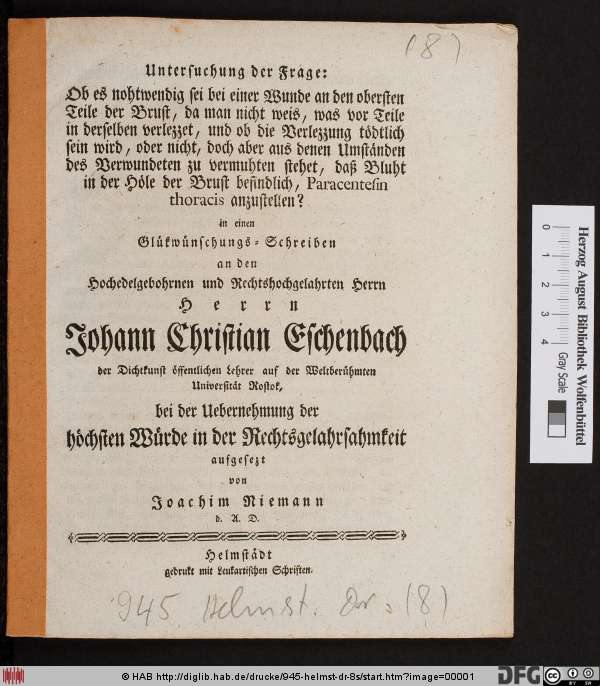 (8)
Untersuchung der Frage:
Ob es nohtwendig sei bei einer Wunde an den obersten
Teile der Brust, da man nicht weis, was vor Teile
in derselben verlezzet, und ob die Verlezzung tödtlich
sein wird, oder nicht, doch aber aus denen Umständen
des Verwundeten zu vermuhten stehet, daß Bluht
in der Höle der Brust befindlich, Paracentesin
thoracis anzustellen?
in einen
Glükwünschungs-Schreiben
an den
Hochedelgebohrnen und Rechtshochgelahrten Herrn
Herrn
Johann Christian Eschenbach
der Dichtkunst öffentlichen Lehrer auf der Weltberühmten
Universität Rostok,
bei der Uebernehmung der
höchsten Würde in der Rechtsgelahrsahmkeit
aufgesezt
von
Joachim Niemann
d. A. D.
Helmstädt
gedrukt mit Leukartischen Schriften.
945 Helmst. Dr. (8)
0 1 2 3 4
Gray Scale
Herzog August Bibliothek Wolfenbüttel
© HAB http://diglib.hab.de/drucke/945-helmst-dr-8s/start.htm?image=00001
DFG
cc
BY SA